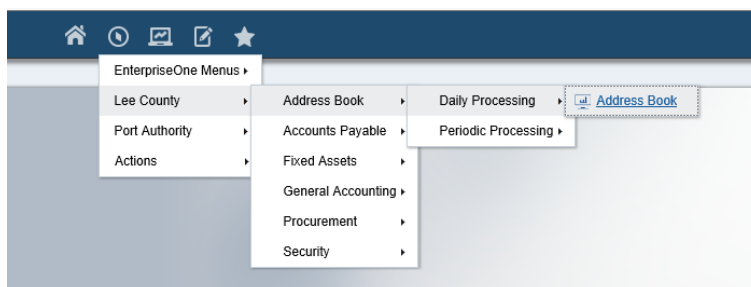 EnterpriseOne Menus
Lee County
Address Book
Daily Processing
Address Book
Port Authority
Accounts Payable
Periodic Processing
Actions
Fixed Assets
General Accounting
Procurement
Security